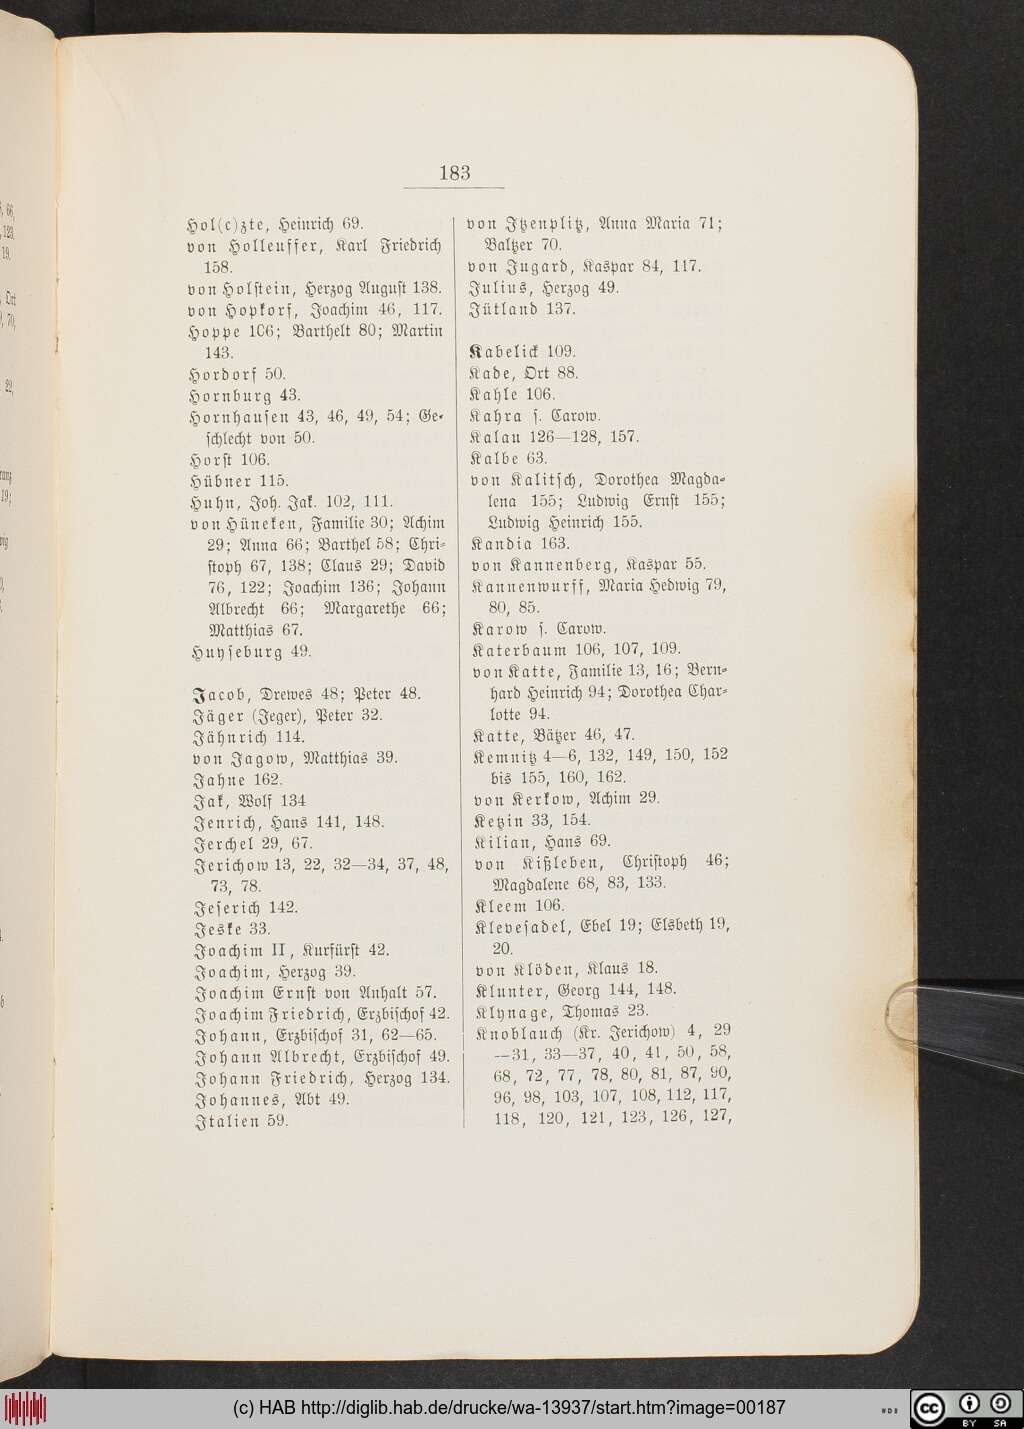 183
Hol(c)zte, Heinrich 69.
von Holleuffer, Karl Friedrich
158.
von Holstein, Herzog August 138.
von Hopkorf, Joachim 46, 117.
Hoppe 106; Barthelt 80; Martin
143.
Hordorf 50.
Hornburg 43.
Hornhausen 43, 46, 49, 54; Ge-
schlecht von 50.
Horst 106.
Hübner 115.
Huhn, Joh. Jak. 102, 111.
von Hüneken, Familie 30; Achim
29; Anna 66; Barthel 58; Chri-
stoph 67, 138; Claus 29; David
76, 122; Joachim 136; Johann
Albrecht 66; Margarethe 66;
Matthias 67.
Huyseburg 49.
Jacob, Drewes 48; Peter 48.
Jäger (Jeger), Peter 32.
Jähnrich 114.
von Jagow, Matthias 39.
Jahne 162.
Jak, Wolf 134
Jenrich, Hans 141, 148.
Jerchel 29, 67.
Jerichow 13, 22, 32—34, 37, 48,
73, 78.
Jeserich 142.
Jeske 33.
Joachim II, Kurfürst 42.
Joachim, Herzog 39.
Joachim Ernst von Anhalt 57.
Joachim Friedrich, Erzbischof 42.
Johann, Erzbischof 31, 62—65.
Johann Albrecht, Erzbischof 49.
Johann Friedrich, Herzog 134.
Johannes, Abt 49.
Italien 59.
von Itzenplitz, Anna Maria 71;
Baltzer 70.
von Jugard, Kaspar 84, 117.
Julius, Herzog 49.
Jütland 137.
Kabelick 109.
Kade, Ort 88.
Kahle 106.
Kahra s. Carow.
Kalau 126—128, 157.
Kalbe 63.
von Kalitsch, Dorothea Magda-
lena 155; Ludwig Ernst 155;
Ludwig Heinrich 155.
Kandia 163.
von Kannenberg, Kaspar 55.
Kannenwurff, Maria Hedwig 79,
80, 85.
Karow s. Carow.
Katerbaum 106, 107, 109.
von Katte, Familie 13, 16; Bern-
hard Heinrich 94; Dorothea Char-
lotte 94.
Katte, Bätzer 46, 47.
Kemnitz 4—6, 132, 149, 150, 152
bis 155, 160, 162.
von Kerkow, Achim 29.
Ketzin 33, 154.
Kilian, Hans 69.
von Kißleben, Christoph 46;
Magdalene 68, 83, 133.
Kleem 106.
Klevesadel, Ebel 19; Elsbeth 19,
20.
von Klöden, Klaus 18.
Klunter, Georg 144, 148.
Klynage, Thomas 23.
Knoblauch (Kr. Jerichow) 4, 29
—31, 33—37, 40, 41, 50, 58,
68, 72, 77, 78, 80, 81, 87, 90,
96, 98, 103, 107, 108, 112, 117,
118, 120, 121, 123, 126, 127,
(c) HAB http://diglib.hab.de/drucke/wa-13937/start.htm?image=00187
cc BY SA